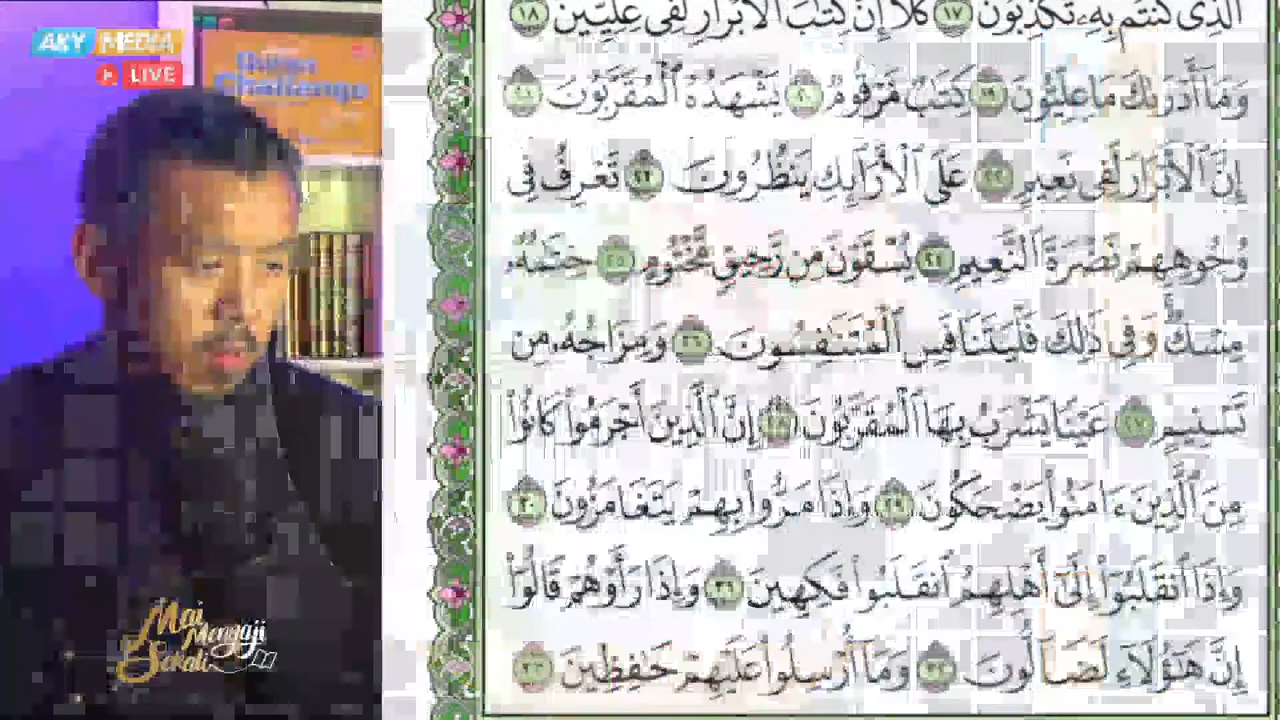 AKY MEDIA
LIVE
Quran
Challenge
Mai
Mengaji
Sekali
ٱلَّذِى كُنتُم بِهِۦ تُكَذِّبُونَ ١٧ كَلَّآ إِنَّ كِتَٰبَ ٱلْأَبْرَارِ لَفِى عِلِّيِّينَ ١٨
وَمَآ أَدْرَىٰكَ مَا عِلِّيُّونَ ١٩ كِتَٰبٌ مَّرْقُومٌ ٢٠ يَشْهَدُهُ ٱلْمُقَرَّبُونَ ٢١
إِنَّ ٱلْأَبْرَارَ لَفِى نَعِيمٍ ٢٢ عَلَى ٱلْأَرَآئِكِ يَنظُرُونَ ٢٣ تَعْرِفُ فِى
وُجُوهِهِمْ نَضْرَةَ ٱلنَّعِيمِ ٢٤ يُسْقَوْنَ مِن رَّحِيقٍ مَّخْتُومٍ ٢٥ خِتَٰمُهُۥ
مِسْكٌ وَفِى ذَٰلِكَ فَلْيَتَنَافَسِ ٱلْمُتَنَٰفِسُونَ ٢٦ وَمِزَاجُهُۥ مِن
تَسْنِيمٍ ٢٧ عَيْنًا يَشْرَبُ بِهَا ٱلْمُقَرَّبُونَ ٢٨ إِنَّ ٱلَّذِينَ أَجْرَمُوا۟ كَانُوا۟
مِنَ ٱلَّذِينَ ءَامَنُوا۟ يَضْحَكُونَ ٢٩ وَإِذَا مَرُّوا۟ بِهِمْ يَتَغَامَزُونَ ٣٠
وَإِذَا ٱنقَلَبُوٓا۟ إِلَىٰٓ أَهْلِهِمُ ٱنقَلَبُوا۟ فَكِهِينَ ٣١ وَإِذَا رَأَوْهُمْ قَالُوٓا۟
إِنَّ هَٰٓؤُلَآءِ لَضَآلُّونَ ٣٢ وَمَآ أُرْسِلُوا۟ عَلَيْهِمْ حَٰفِظِينَ ٣٣